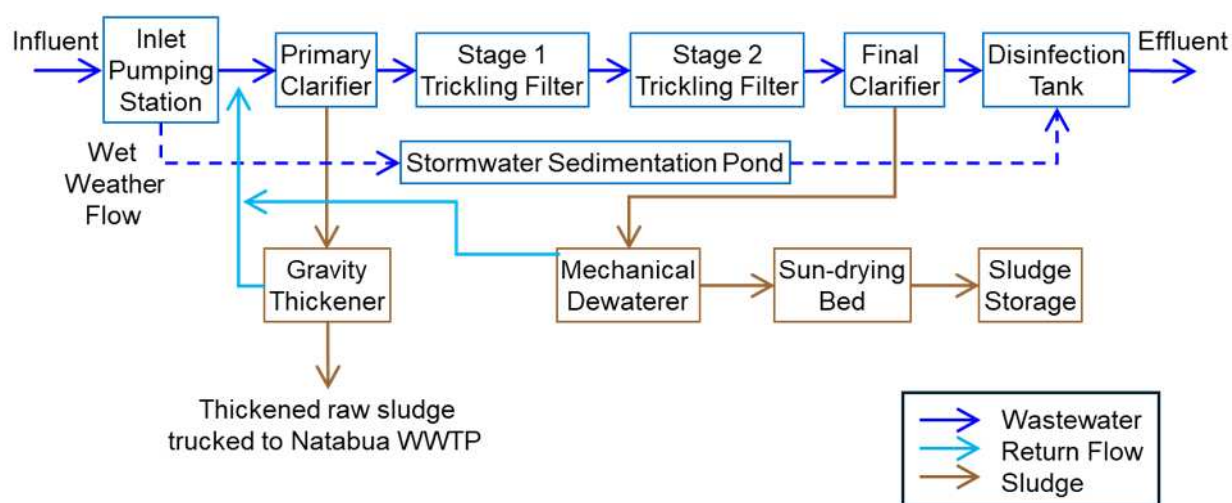 Influent
Inlet
Pumping
Station
Primary
Clarifier
Stage 1
Trickling Filter
Stage 2
Trickling Filter
Final
Clarifier
Disinfection
Tank
Effluent
Wet
Weather
Flow
Stormwater Sedimentation Pond
Gravity
Thickener
Mechanical
Dewaterer
Sun-drying
Bed
Sludge
Storage
Thickened raw sludge
trucked to Natabua WWTP
Wastewater
Return Flow
Sludge